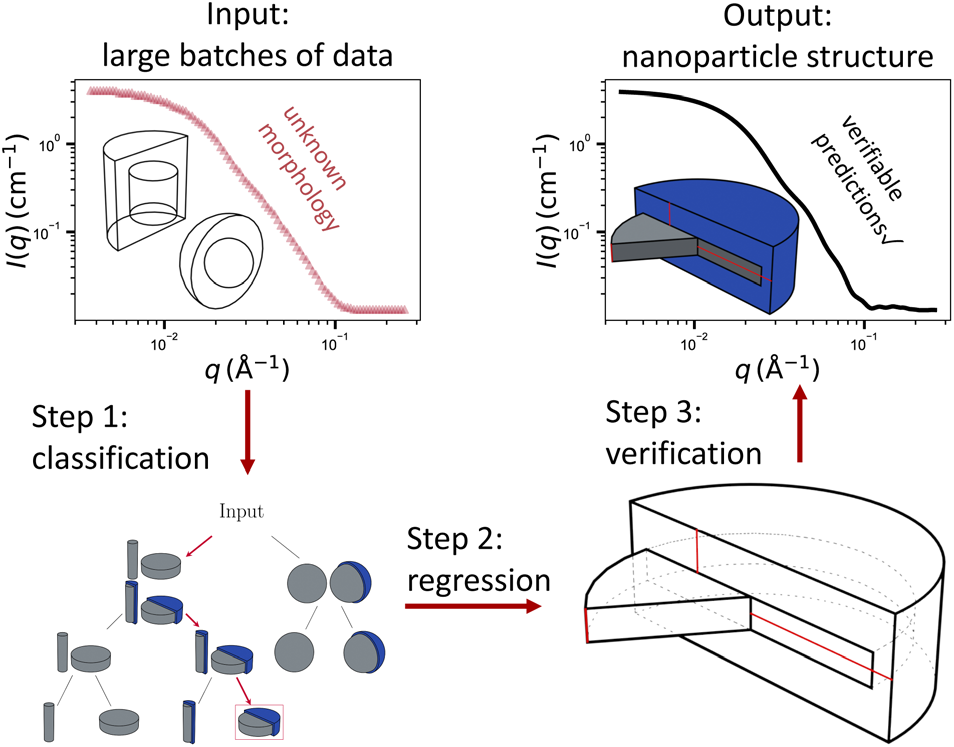 Input:
large batches of data
I(q) (cm⁻¹)
10⁰
10⁻¹
unknown
morphology
10⁻²
10⁻¹
q (Å⁻¹)
Output:
nanoparticle structure
I(q) (cm⁻¹)
10⁰
10⁻¹
verifiable
predictions✓
10⁻²
10⁻¹
q (Å⁻¹)
Step 1:
classification
Input
Step 2:
regression
Step 3:
verification